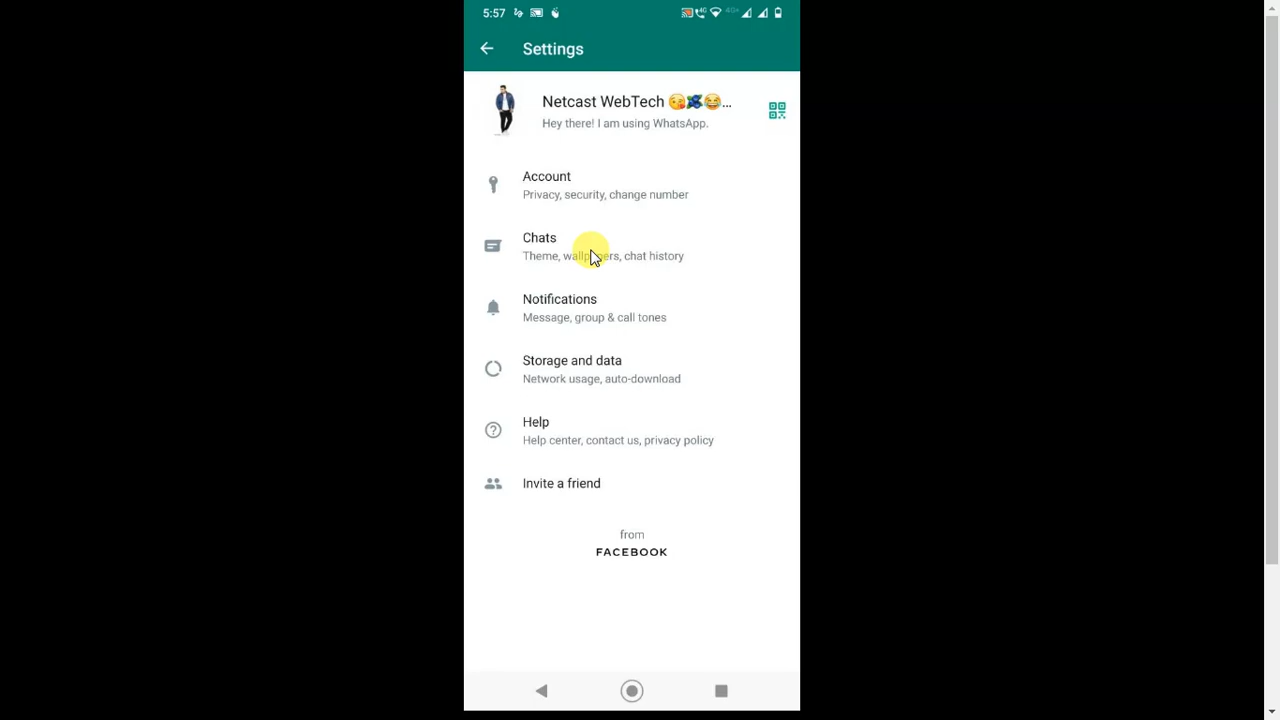 5:57
Settings
Netcast WebTech 😘🦋😂...
Hey there! I am using WhatsApp.
Account
Privacy, security, change number
Chats
Theme, wallpapers, chat history
Notifications
Message, group & call tones
Storage and data
Network usage, auto-download
Help
Help center, contact us, privacy policy
Invite a friend
from
FACEBOOK